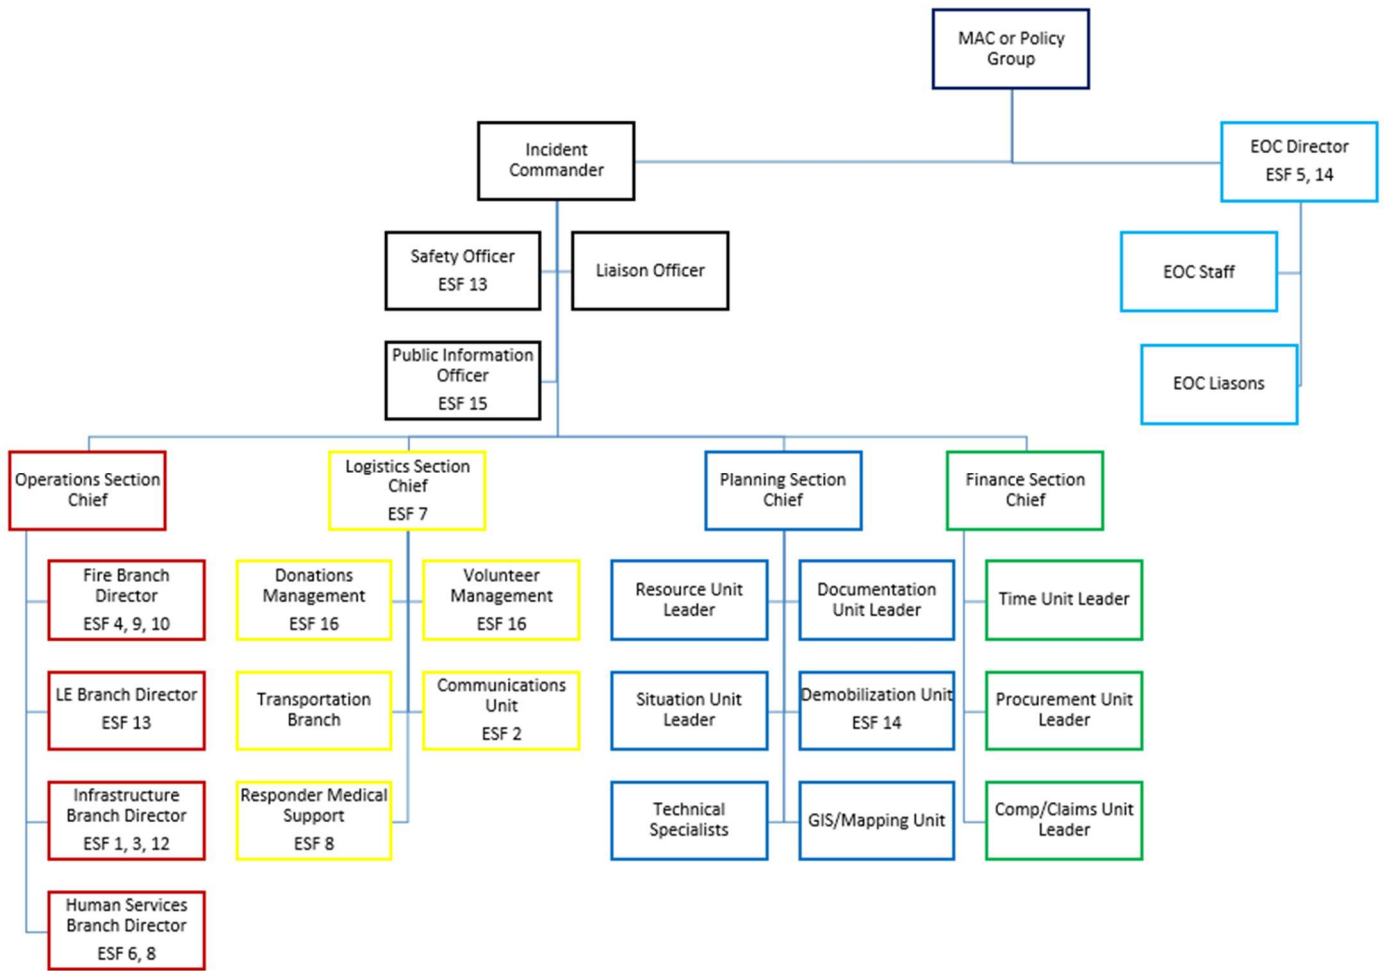 MAC or Policy
Group
Incident
Commander
EOC Director
ESF 5, 14
Safety Officer
ESF 13
Liaison Officer
EOC Staff
Public Information
Officer
ESF 15
EOC Liasons
Operations Section
Chief
Logistics Section
Chief
ESF 7
Planning Section
Chief
Finance Section
Chief
Fire Branch
Director
ESF 4, 9, 10
Donations
Management
ESF 16
Volunteer
Management
ESF 16
Resource Unit
Leader
Documentation
Unit Leader
Time Unit Leader
LE Branch Director
ESF 13
Transportation
Branch
Communications
Unit
ESF 2
Situation Unit
Leader
Demobilization Unit
ESF 14
Procurement Unit
Leader
Infrastructure
Branch Director
ESF 1, 3, 12
Responder Medical
Support
ESF 8
Technical
Specialists
GIS/Mapping Unit
Comp/Claims Unit
Leader
Human Services
Branch Director
ESF 6, 8